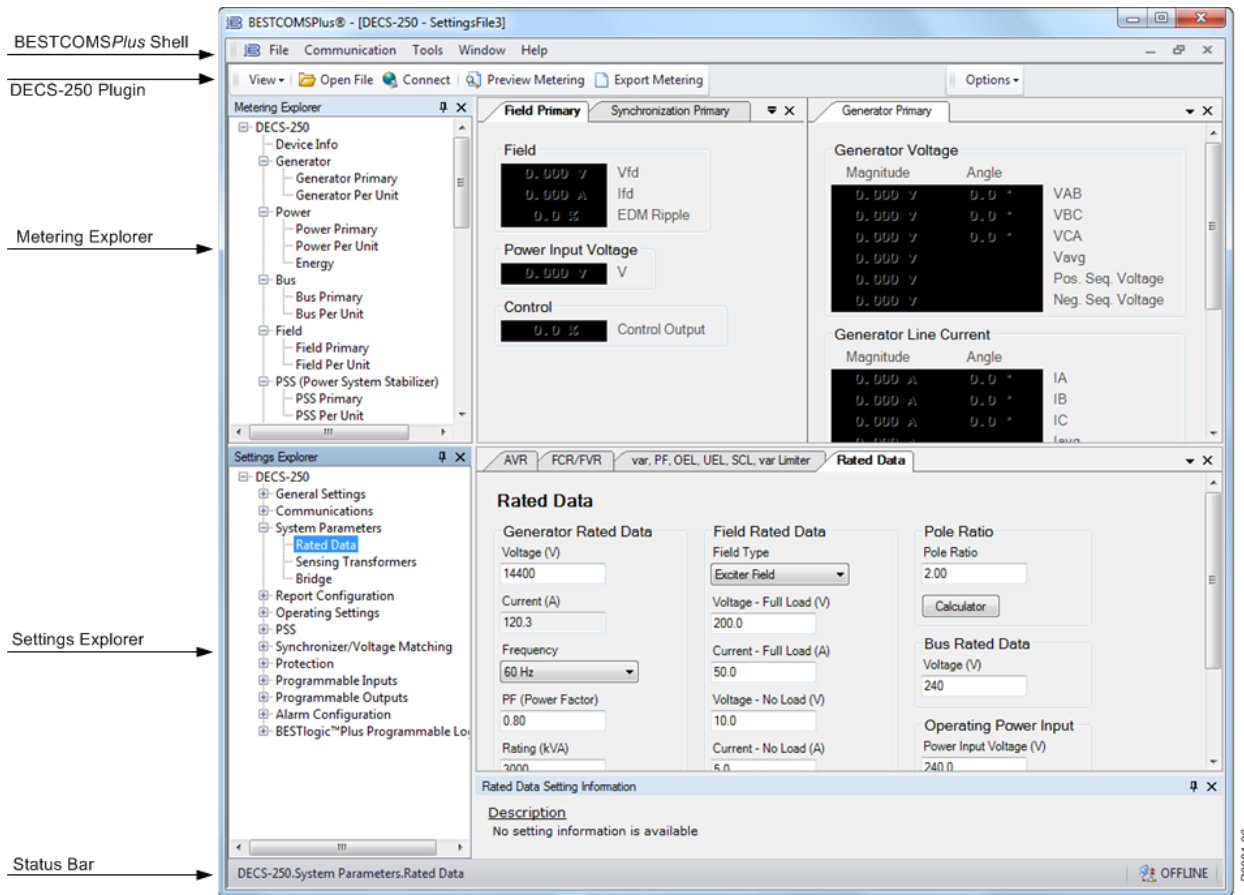 BESTCOMSPlus® - [DECS-250 - SettingsFile3]
BESTCOMSPlus Shell
File Communication Tools Window Help
DECS-250 Plugin
View Open File Connect Preview Metering Export Metering Options
Metering Explorer
Metering Explorer
DECS-250
Device Info
Generator
Generator Primary
Generator Per Unit
Power
Power Primary
Power Per Unit
Energy
Bus
Bus Primary
Bus Per Unit
Field
Field Primary
Field Per Unit
PSS (Power System Stabilizer)
PSS Primary
PSS Per Unit
Field Primary Synchronization Primary
Field
0.000 V Vfd
0.000 A Ifd
0.0 % EDM Ripple
Power Input Voltage
0.000 V V
Control
0.0 % Control Output
Generator Primary
Generator Voltage
Magnitude Angle
0.000 V 0.0 ° VAB
0.000 V 0.0 ° VBC
0.000 V 0.0 ° VCA
0.000 V Vavg
0.000 V Pos. Seq. Voltage
0.000 V Neg. Seq. Voltage
Generator Line Current
Magnitude Angle
0.000 A 0.0 ° IA
0.000 A 0.0 ° IB
0.000 A 0.0 ° IC
0.000 A Iavg
Settings Explorer
Settings Explorer
DECS-250
General Settings
Communications
System Parameters
Rated Data
Sensing Transformers
Bridge
Report Configuration
Operating Settings
PSS
Synchronizer/Voltage Matching
Protection
Programmable Inputs
Programmable Outputs
Alarm Configuration
BESTlogic™Plus Programmable Lo
AVR FCR/FVR var, PF, OEL, UEL, SCL, var Limiter Rated Data
Rated Data
Generator Rated Data
Voltage (V)
14400
Current (A)
120.3
Frequency
60 Hz
PF (Power Factor)
0.80
Rating (kVA)
3000
Field Rated Data
Field Type
Exciter Field
Voltage - Full Load (V)
200.0
Current - Full Load (A)
50.0
Voltage - No Load (V)
10.0
Current - No Load (A)
5.0
Pole Ratio
Pole Ratio
2.00
Calculator
Bus Rated Data
Voltage (V)
240
Operating Power Input
Power Input Voltage (V)
240.0
Rated Data Setting Information
Description
No setting information is available
Status Bar
DECS-250.System Parameters.Rated Data
OFFLINE